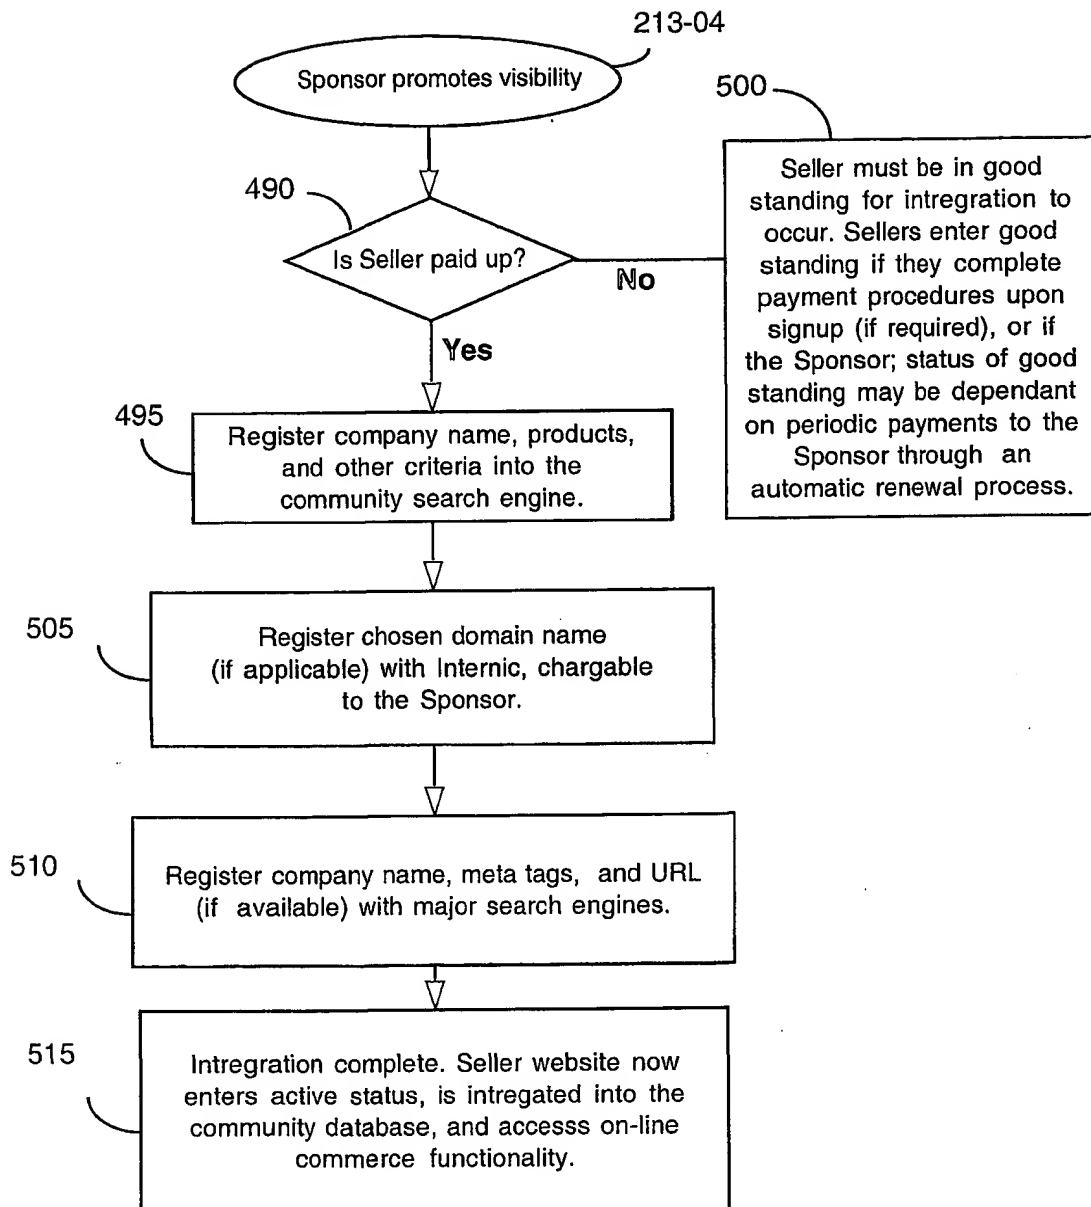 213-04
Sponsor promotes visibility
500
490
Is Seller paid up?
No
Yes
Seller must be in good
standing for intregration to
occur. Sellers enter good
standing if they complete
payment procedures upon
signup (if required), or if
the Sponsor; status of good
standing may be dependant
on periodic payments to the
Sponsor through an
automatic renewal process.
495
Register company name, products,
and other criteria into the
community search engine.
505
Register chosen domain name
(if applicable) with Internic, chargable
to the Sponsor.
510
Register company name, meta tags, and URL
(if available) with major search engines.
515
Intregration complete. Seller website now
enters active status, is intregated into the
community database, and accesss on-line
commerce functionality.